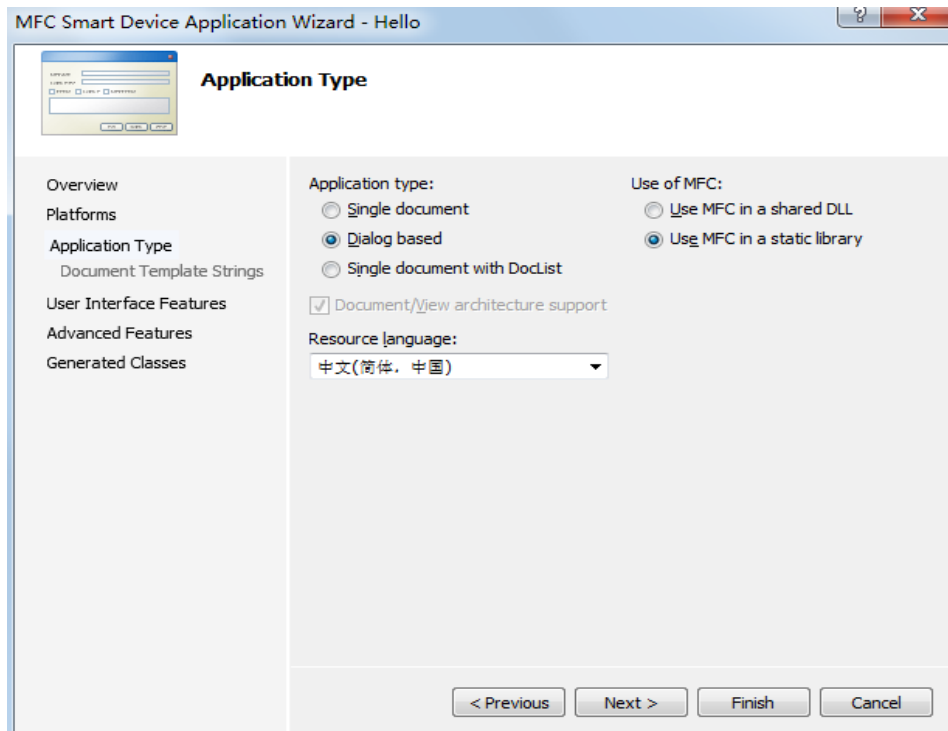 MFC Smart Device Application Wizard - Hello
?
Application Type
Overview
Platforms
Application Type
Document Template Strings
User Interface Features
Advanced Features
Generated Classes
Application type:
Single document
Dialog based
Single document with DocList
Document/View architecture support
Resource language:
中文(简体，中国)
Use of MFC:
Use MFC in a shared DLL
Use MFC in a static library
< Previous
Next >
Finish
Cancel